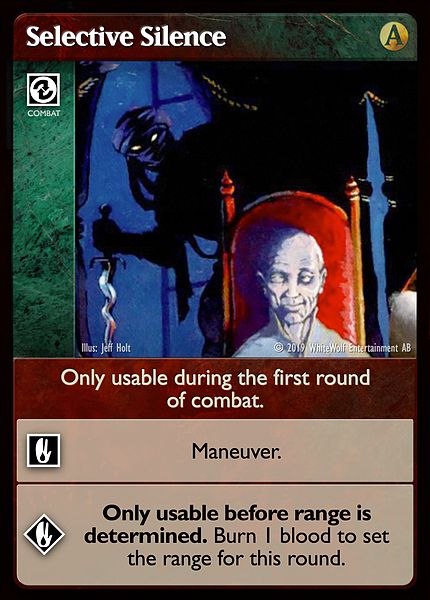 Selective Silence
A
COMBAT
Illus: Jeff Holt
© 2019 WhiteWolf Entertainment AB
Only usable during the first round
of combat.
Maneuver.
Only usable before range is
determined. Burn 1 blood to set
the range for this round.